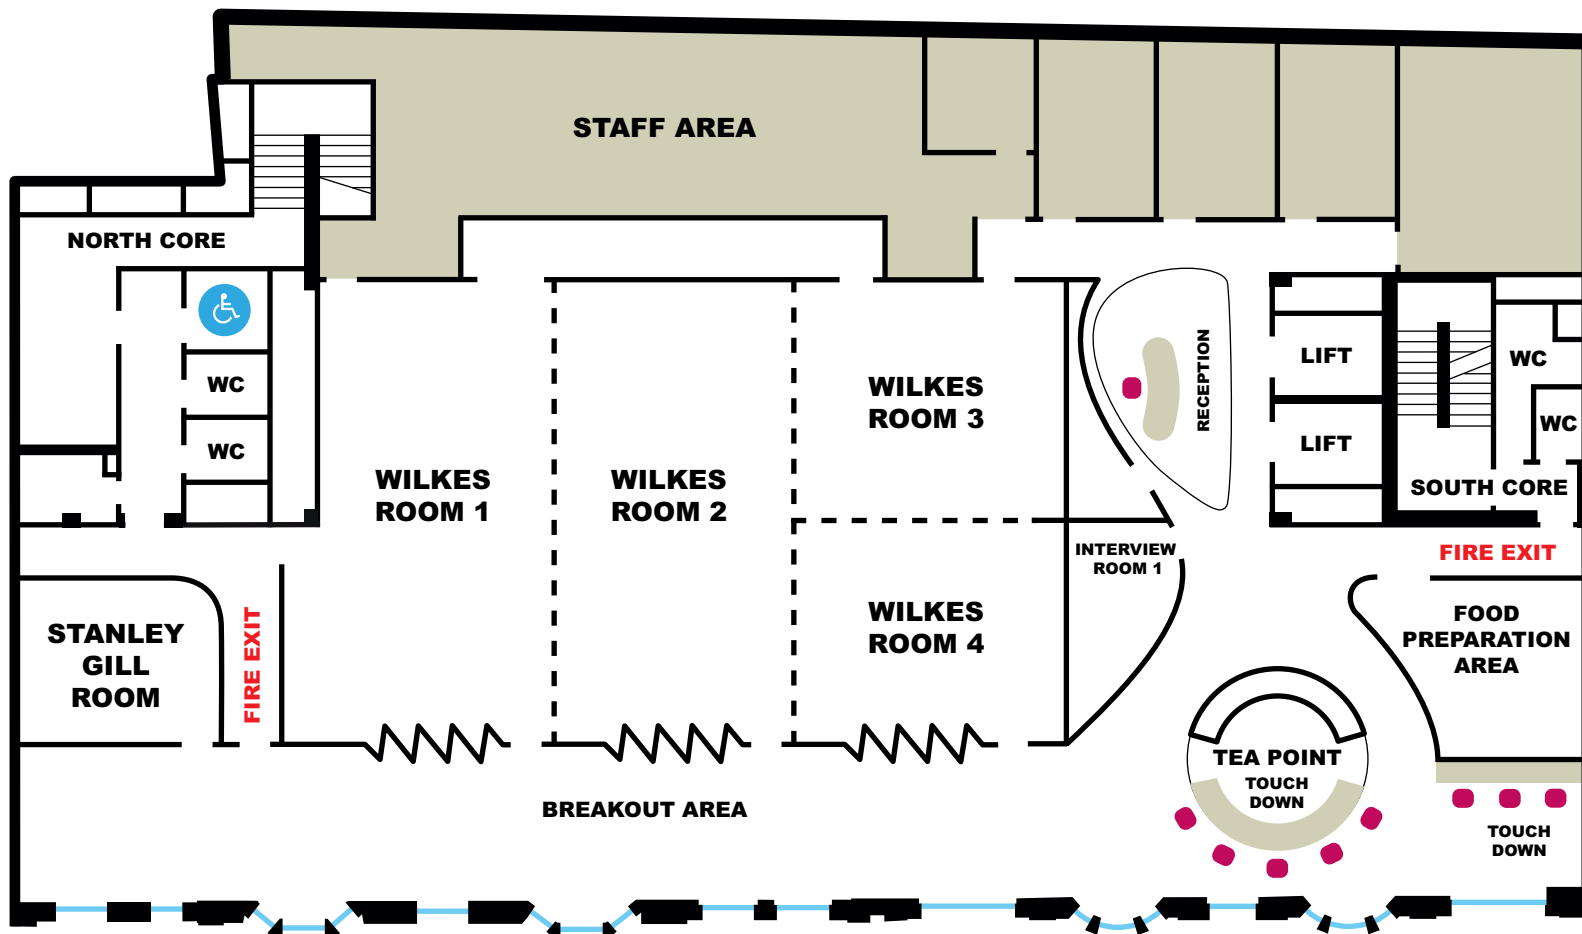 STAFF AREA
NORTH CORE
WC
WC
WILKES
ROOM 1
WILKES
ROOM 2
WILKES
ROOM 3
WILKES
ROOM 4
RECEPTION
LIFT
LIFT
WC
WC
SOUTH CORE
FIRE EXIT
INTERVIEW
ROOM 1
STANLEY
GILL
ROOM
FIRE EXIT
FOOD
PREPARATION
AREA
TEA POINT
TOUCH
DOWN
BREAKOUT AREA
TOUCH
DOWN